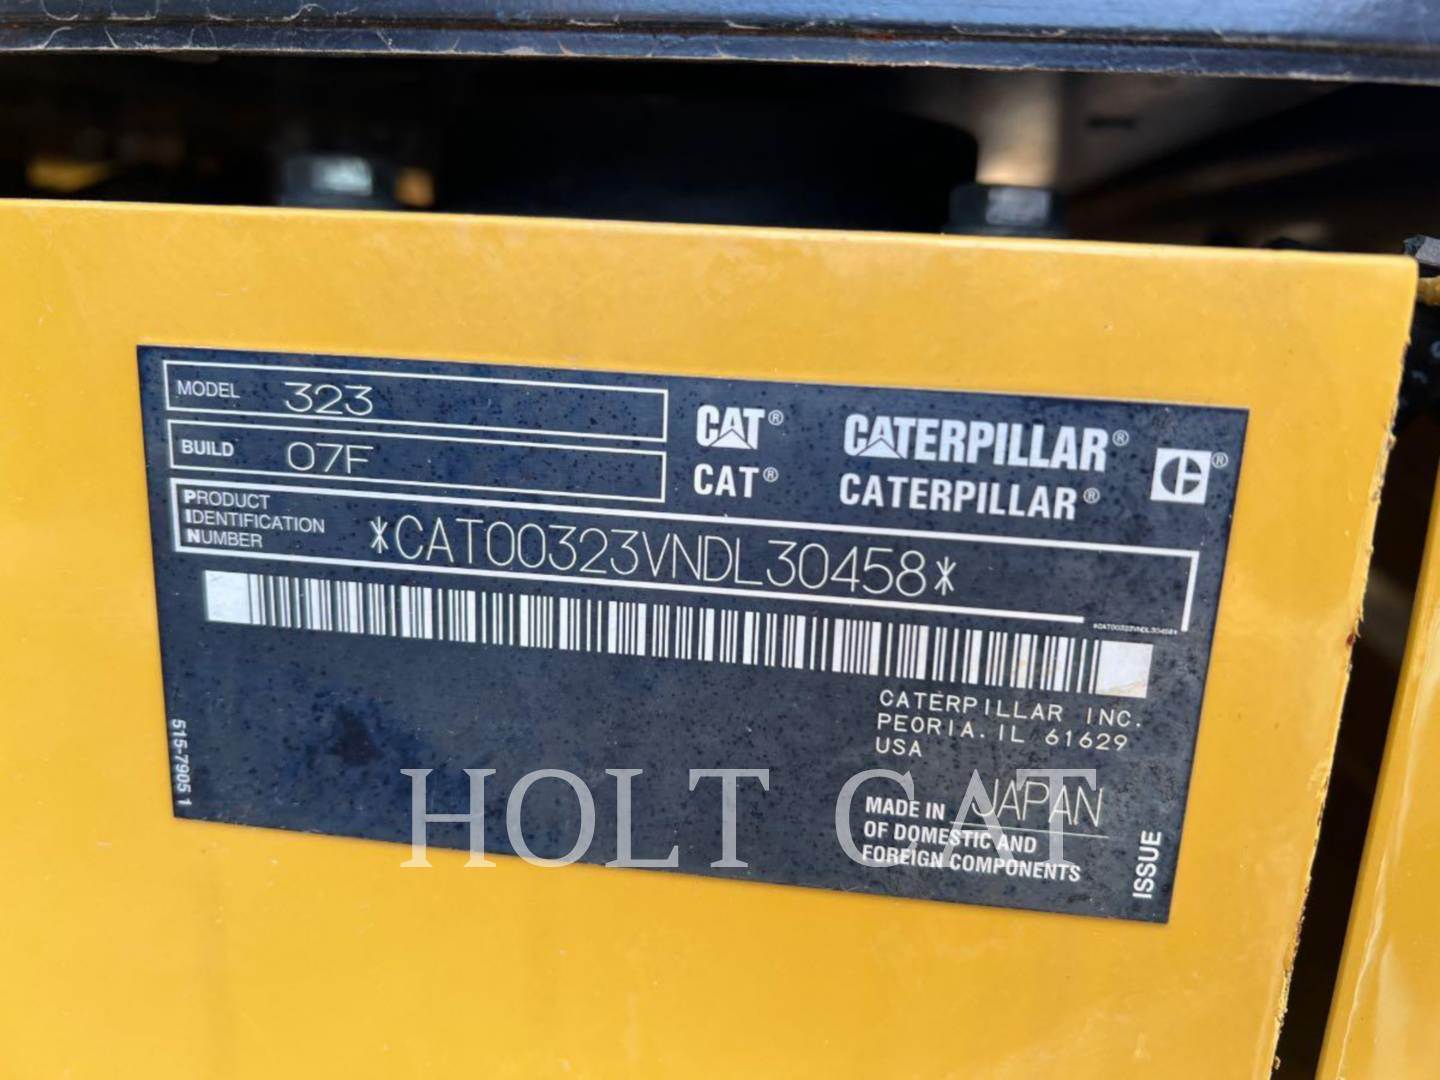 MODEL 323
BUILD 07F
CAT® CATERPILLAR®
CAT® CATERPILLAR®
PRODUCT
IDENTIFICATION
NUMBER
*CAT00323VNDL30458*
*CAT00323VNDL30458*
CATERPILLAR INC.
PEORIA. IL 61629
USA
515-7905 1
MADE IN JAPAN
OF DOMESTIC AND
FOREIGN COMPONENTS
ISSUE
HOLT CAT